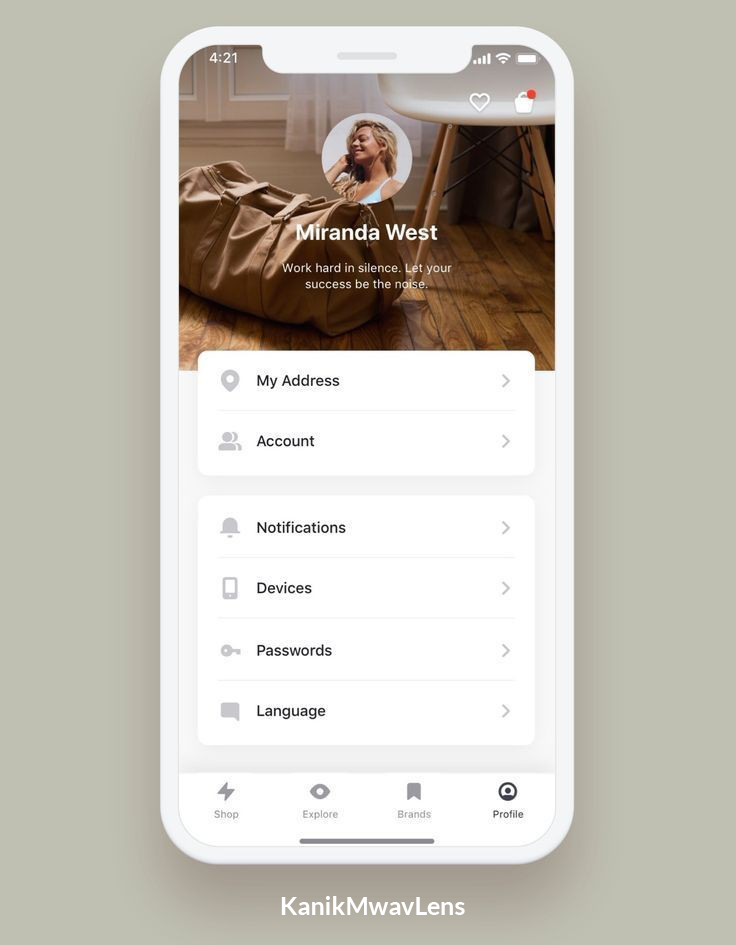 4:21
Miranda West
Work hard in silence. Let your
success be the noise.
My Address
Account
Notifications
Devices
Passwords
Language
Shop
Explore
Brands
Profile
KanikMwavLens